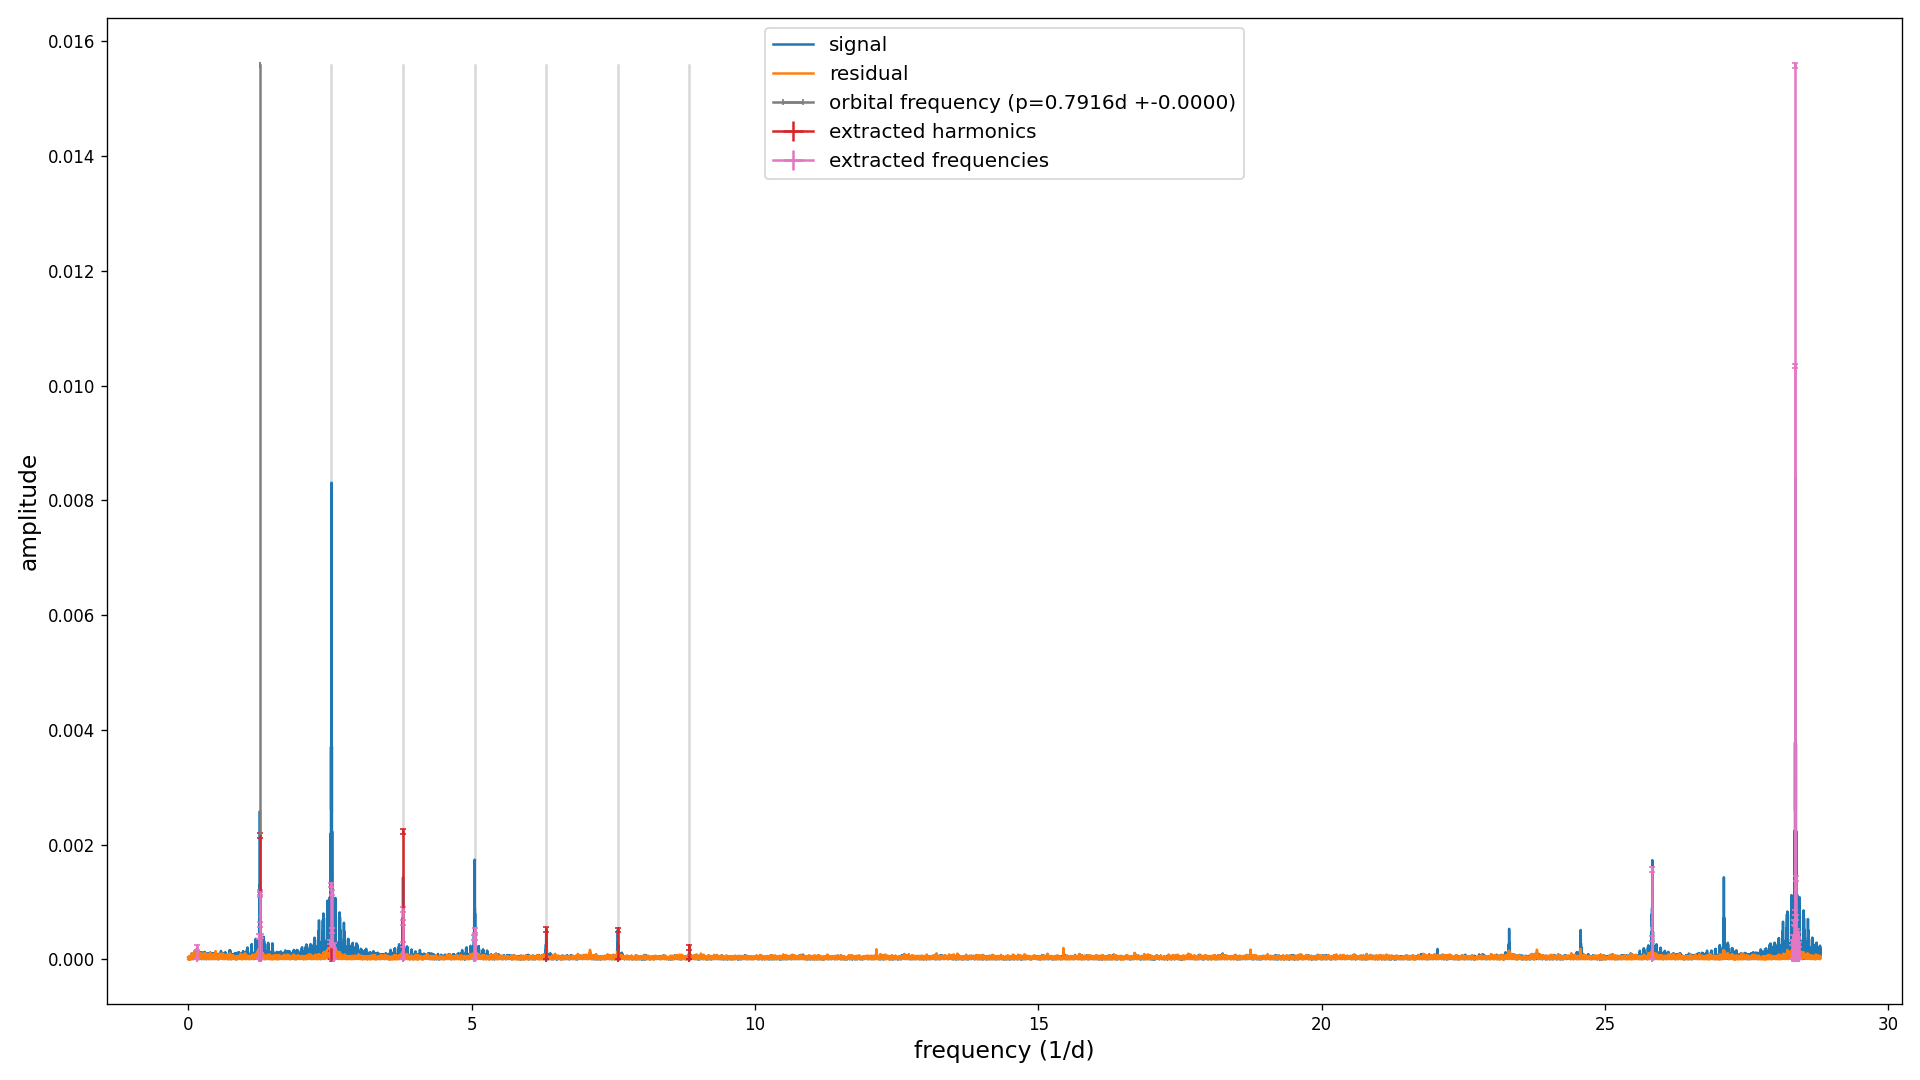 signal
residual
orbital frequency (p=0.7916d +-0.0000)
extracted harmonics
extracted frequencies
0.016
0.014
0.012
0.010
0.008
0.006
0.004
0.002
0.000
amplitude
0 5 10 15 20 25 30
frequency (1/d)